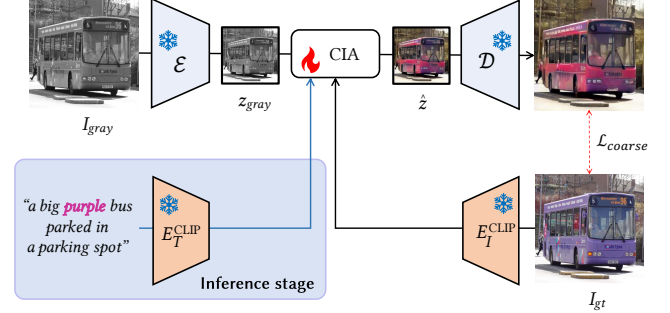 ℰ
CIA
𝒟
I_gray
z_gray
ẑ
ℒ_coarse
“a big purple bus
parked in
a parking spot”
E_T^CLIP
E_I^CLIP
Inference stage
I_gt